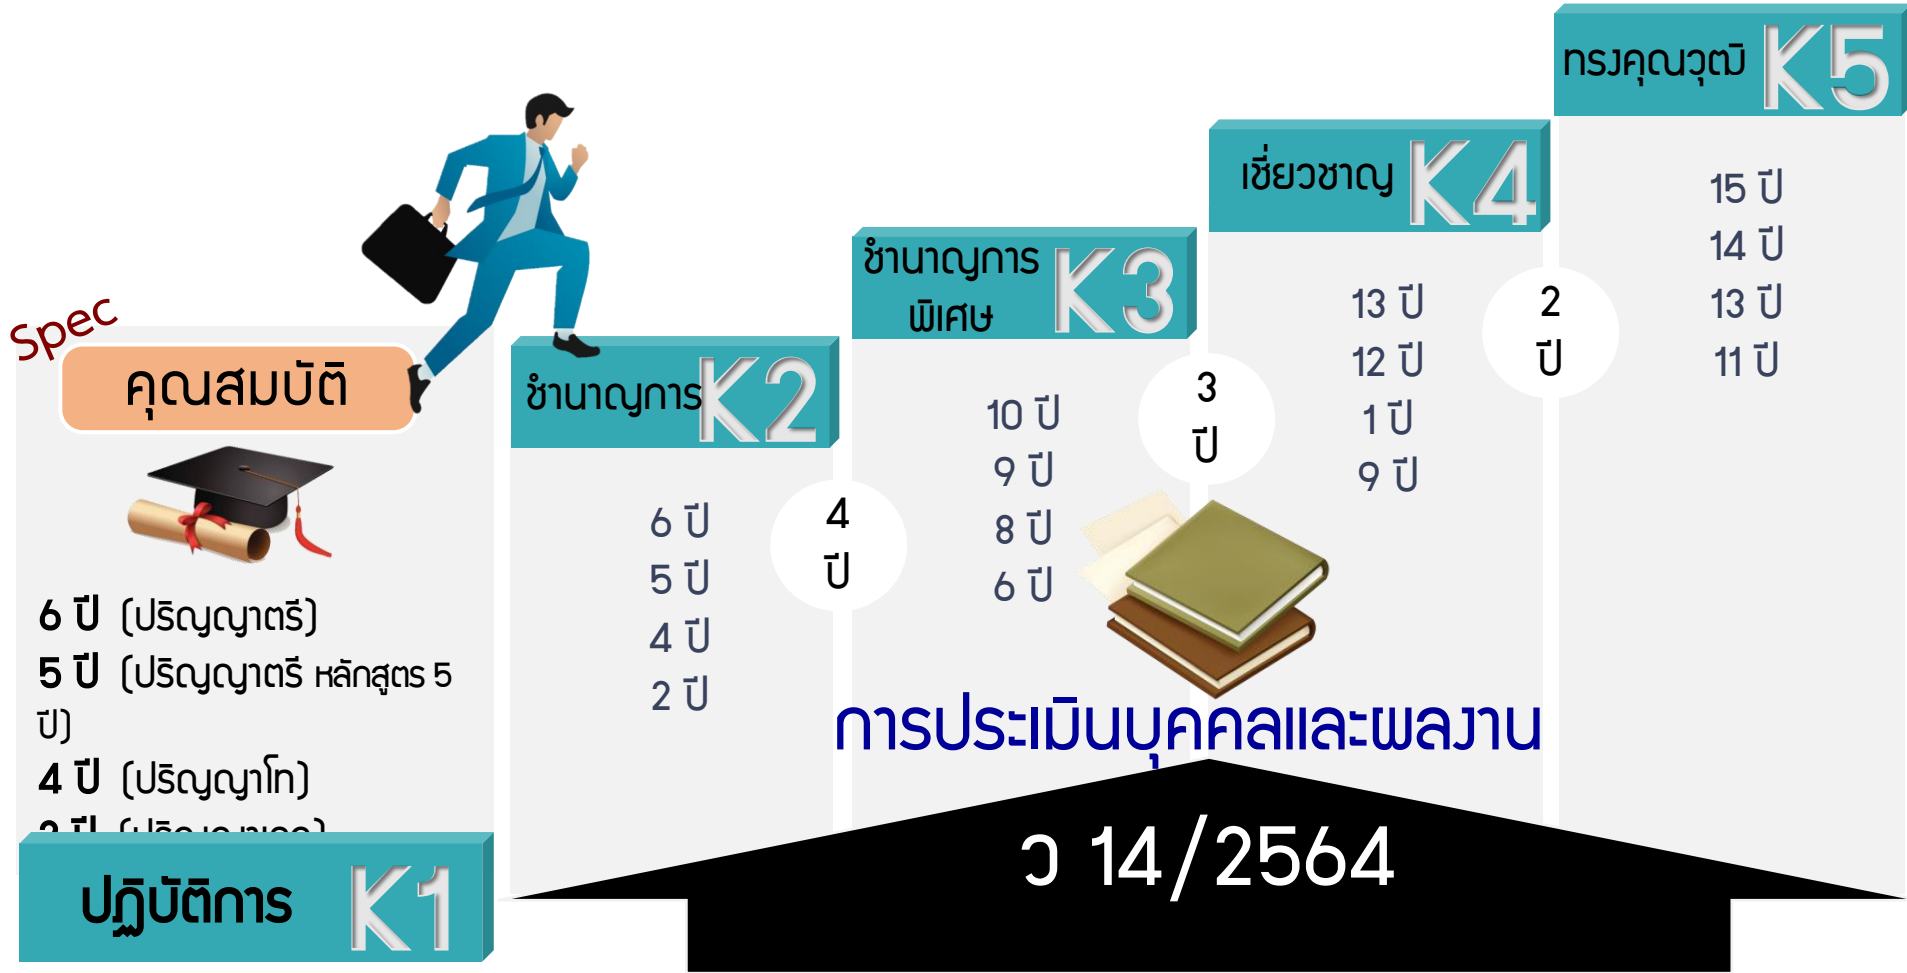 Spec
คุณสมบัติ
6 ปี (ปริญญาตรี)
5 ปี (ปริญญาตรี หลักสูตร 5
ปี)
4 ปี (ปริญญาโท)
ปฏิบัติการ K1
ชำนาญการ K2
6 ปี
5 ปี
4 ปี
2 ปี
4
ปี
ชำนาญการ
พิเศษ
K3
10 ปี
9 ปี
8 ปี
6 ปี
3
ปี
เชี่ยวชาญ K4
13 ปี
12 ปี
1 ปี
9 ปี
2
ปี
ทรงคุณวุฒิ K5
15 ปี
14 ปี
13 ปี
11 ปี
การประเมินบุคคลและผลงาน
ว 14/2564